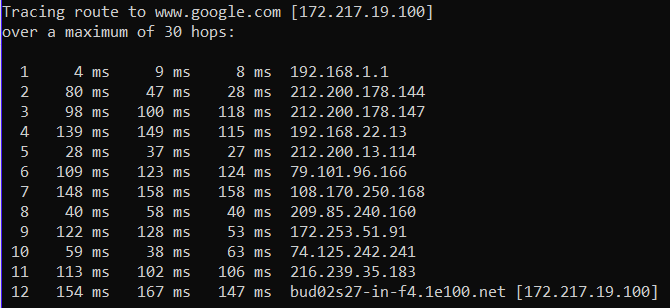 Tracing route to www.google.com [172.217.19.100]
over a maximum of 30 hops:
1 4 ms 9 ms 8 ms 192.168.1.1
2 80 ms 47 ms 28 ms 212.200.178.144
3 98 ms 100 ms 118 ms 212.200.178.147
4 139 ms 149 ms 115 ms 192.168.22.13
5 28 ms 37 ms 27 ms 212.200.13.114
6 109 ms 123 ms 124 ms 79.101.96.166
7 148 ms 158 ms 158 ms 108.170.250.168
8 40 ms 58 ms 40 ms 209.85.240.160
9 122 ms 128 ms 53 ms 172.253.51.91
10 59 ms 38 ms 63 ms 74.125.242.241
11 113 ms 102 ms 106 ms 216.239.35.183
12 154 ms 167 ms 147 ms bud02s27-in-f4.1e100.net [172.217.19.100]